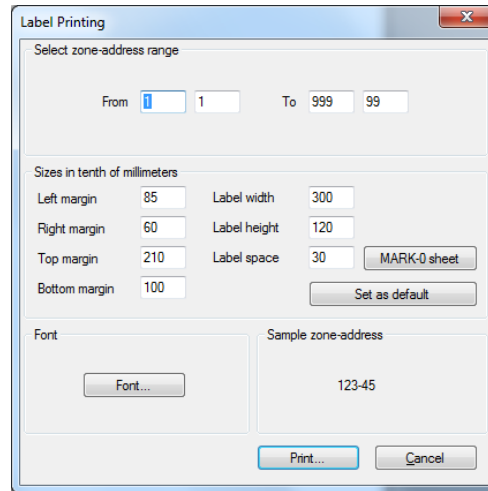 Label Printing
Select zone-address range
From 1 1 To 999 99
Sizes in tenth of millimeters
Left margin 85 Label width 300
Right margin 60 Label height 120
Top margin 210 Label space 30 MARK-0 sheet
Bottom margin 100 Set as default
Font Sample zone-address
Font... 123-45
Print... Cancel